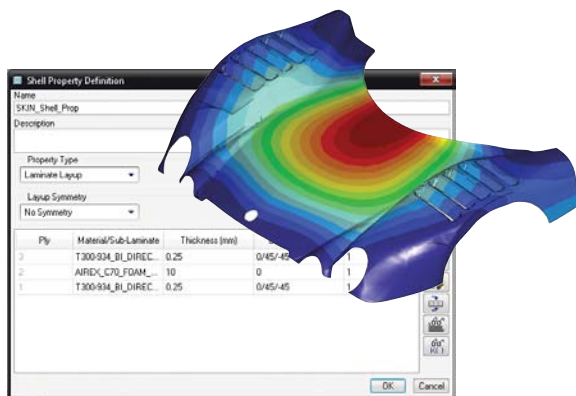 Shell Property Definition
Name
SKIN_Shell_Prop
Description
Property Type
Laminate Layup
Layup Symmetry
No Symmetry
Ply Material/Sub-Laminate Thickness (mm)
3 T300-934_BI_DIREC... 0.25 0/45/-45 1
2 AIREX_C70_FOAM_... 10 0 1
1 T300-934_BI_DIREC... 0.25 0/45/-45 1
OK Cancel